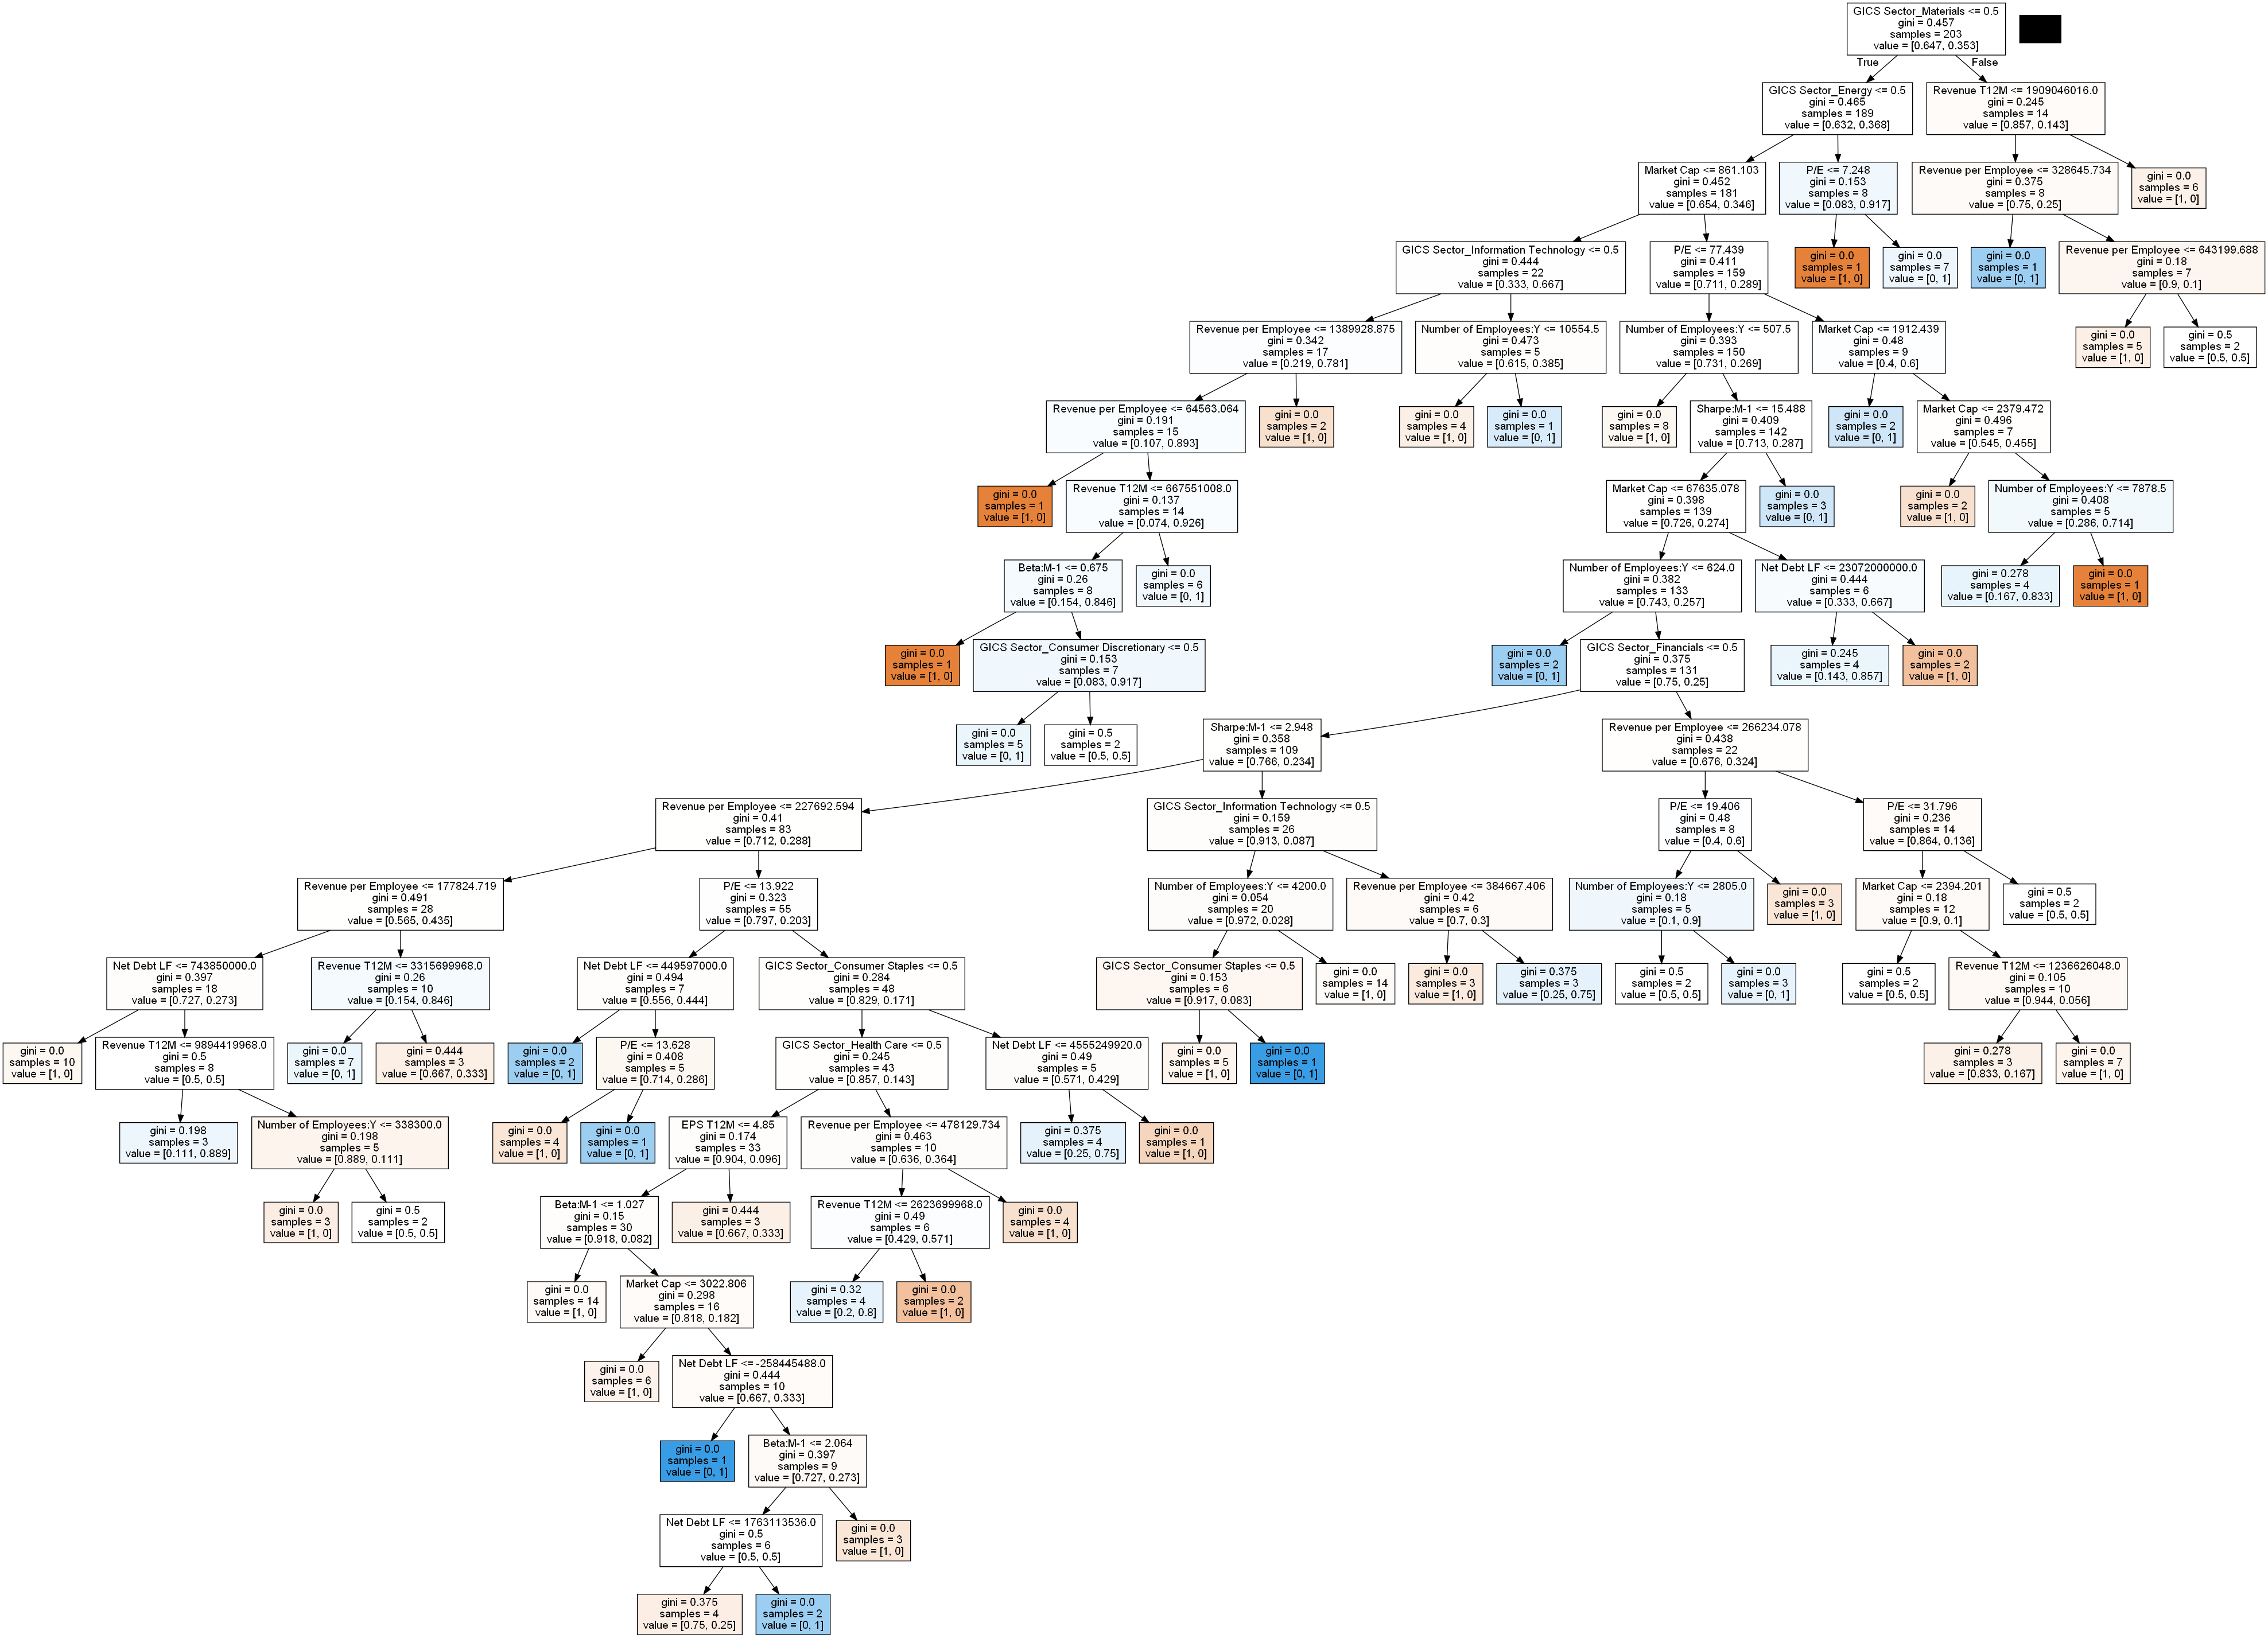 GICS Sector_Materials <= 0.5
gini = 0.457
samples = 203
value = [0.647, 0.353]
True
False
GICS Sector_Energy <= 0.5
gini = 0.465
samples = 189
value = [0.632, 0.368]
Revenue T12M <= 1909046016.0
gini = 0.245
samples = 14
value = [0.857, 0.143]
Market Cap <= 861.103
gini = 0.452
samples = 181
value = [0.654, 0.346]
P/E <= 7.248
gini = 0.153
samples = 8
value = [0.083, 0.917]
Revenue per Employee <= 328645.734
gini = 0.375
samples = 8
value = [0.75, 0.25]
gini = 0.0
samples = 6
value = [1, 0]
GICS Sector_Information Technology <= 0.5
gini = 0.444
samples = 22
value = [0.333, 0.667]
P/E <= 77.439
gini = 0.411
samples = 159
value = [0.711, 0.289]
gini = 0.0
samples = 1
value = [1, 0]
gini = 0.0
samples = 7
value = [0, 1]
gini = 0.0
samples = 1
value = [0, 1]
Revenue per Employee <= 643199.688
gini = 0.18
samples = 7
value = [0.9, 0.1]
Revenue per Employee <= 1389928.875
gini = 0.342
samples = 17
value = [0.219, 0.781]
Number of Employees:Y <= 10554.5
gini = 0.473
samples = 5
value = [0.615, 0.385]
Number of Employees:Y <= 507.5
gini = 0.393
samples = 150
value = [0.731, 0.269]
Market Cap <= 1912.439
gini = 0.48
samples = 9
value = [0.4, 0.6]
gini = 0.0
samples = 5
value = [1, 0]
gini = 0.5
samples = 2
value = [0.5, 0.5]
Revenue per Employee <= 64563.064
gini = 0.191
samples = 15
value = [0.107, 0.893]
gini = 0.0
samples = 2
value = [1, 0]
gini = 0.0
samples = 4
value = [1, 0]
gini = 0.0
samples = 1
value = [0, 1]
gini = 0.0
samples = 8
value = [1, 0]
Sharpe:M-1 <= 15.488
gini = 0.409
samples = 142
value = [0.713, 0.287]
gini = 0.0
samples = 2
value = [0, 1]
Market Cap <= 2379.472
gini = 0.496
samples = 7
value = [0.545, 0.455]
gini = 0.0
samples = 1
value = [1, 0]
Revenue T12M <= 667551008.0
gini = 0.137
samples = 14
value = [0.074, 0.926]
Market Cap <= 67635.078
gini = 0.398
samples = 139
value = [0.726, 0.274]
gini = 0.0
samples = 3
value = [0, 1]
gini = 0.0
samples = 2
value = [1, 0]
Number of Employees:Y <= 7878.5
gini = 0.408
samples = 5
value = [0.286, 0.714]
Beta:M-1 <= 0.675
gini = 0.26
samples = 8
value = [0.154, 0.846]
gini = 0.0
samples = 6
value = [0, 1]
Number of Employees:Y <= 624.0
gini = 0.382
samples = 133
value = [0.743, 0.257]
Net Debt LF <= 23072000000.0
gini = 0.444
samples = 6
value = [0.333, 0.667]
gini = 0.278
samples = 4
value = [0.167, 0.833]
gini = 0.0
samples = 1
value = [1, 0]
gini = 0.0
samples = 1
value = [1, 0]
GICS Sector_Consumer Discretionary <= 0.5
gini = 0.153
samples = 7
value = [0.083, 0.917]
gini = 0.0
samples = 2
value = [0, 1]
GICS Sector_Financials <= 0.5
gini = 0.375
samples = 131
value = [0.75, 0.25]
gini = 0.245
samples = 4
value = [0.143, 0.857]
gini = 0.0
samples = 2
value = [1, 0]
gini = 0.0
samples = 5
value = [0, 1]
gini = 0.5
samples = 2
value = [0.5, 0.5]
Sharpe:M-1 <= 2.948
gini = 0.358
samples = 109
value = [0.766, 0.234]
Revenue per Employee <= 266234.078
gini = 0.438
samples = 22
value = [0.676, 0.324]
Revenue per Employee <= 227692.594
gini = 0.41
samples = 83
value = [0.712, 0.288]
GICS Sector_Information Technology <= 0.5
gini = 0.159
samples = 26
value = [0.913, 0.087]
P/E <= 19.406
gini = 0.48
samples = 8
value = [0.4, 0.6]
P/E <= 31.796
gini = 0.236
samples = 14
value = [0.864, 0.136]
Revenue per Employee <= 177824.719
gini = 0.491
samples = 28
value = [0.565, 0.435]
P/E <= 13.922
gini = 0.323
samples = 55
value = [0.797, 0.203]
Number of Employees:Y <= 4200.0
gini = 0.054
samples = 20
value = [0.972, 0.028]
Revenue per Employee <= 384667.406
gini = 0.42
samples = 6
value = [0.7, 0.3]
Number of Employees:Y <= 2805.0
gini = 0.18
samples = 5
value = [0.1, 0.9]
gini = 0.0
samples = 3
value = [1, 0]
Market Cap <= 2394.201
gini = 0.18
samples = 12
value = [0.9, 0.1]
gini = 0.5
samples = 2
value = [0.5, 0.5]
Net Debt LF <= 743850000.0
gini = 0.397
samples = 18
value = [0.727, 0.273]
Revenue T12M <= 3315699968.0
gini = 0.26
samples = 10
value = [0.154, 0.846]
Net Debt LF <= 449597000.0
gini = 0.494
samples = 7
value = [0.556, 0.444]
GICS Sector_Consumer Staples <= 0.5
gini = 0.284
samples = 48
value = [0.829, 0.171]
GICS Sector_Consumer Staples <= 0.5
gini = 0.153
samples = 6
value = [0.917, 0.083]
gini = 0.0
samples = 14
value = [1, 0]
gini = 0.0
samples = 3
value = [1, 0]
gini = 0.375
samples = 3
value = [0.25, 0.75]
gini = 0.5
samples = 2
value = [0.5, 0.5]
gini = 0.0
samples = 3
value = [0, 1]
gini = 0.5
samples = 2
value = [0.5, 0.5]
Revenue T12M <= 1236626048.0
gini = 0.105
samples = 10
value = [0.944, 0.056]
gini = 0.0
samples = 10
value = [1, 0]
Revenue T12M <= 9894419968.0
gini = 0.5
samples = 8
value = [0.5, 0.5]
gini = 0.0
samples = 7
value = [0, 1]
gini = 0.444
samples = 3
value = [0.667, 0.333]
gini = 0.0
samples = 2
value = [0, 1]
P/E <= 13.628
gini = 0.408
samples = 5
value = [0.714, 0.286]
GICS Sector_Health Care <= 0.5
gini = 0.245
samples = 43
value = [0.857, 0.143]
Net Debt LF <= 4555249920.0
gini = 0.49
samples = 5
value = [0.571, 0.429]
gini = 0.0
samples = 5
value = [1, 0]
gini = 0.0
samples = 1
value = [0, 1]
gini = 0.278
samples = 3
value = [0.833, 0.167]
gini = 0.0
samples = 7
value = [1, 0]
gini = 0.198
samples = 3
value = [0.111, 0.889]
Number of Employees:Y <= 338300.0
gini = 0.198
samples = 5
value = [0.889, 0.111]
gini = 0.0
samples = 4
value = [1, 0]
gini = 0.0
samples = 1
value = [0, 1]
EPS T12M <= 4.85
gini = 0.174
samples = 33
value = [0.904, 0.096]
Revenue per Employee <= 478129.734
gini = 0.463
samples = 10
value = [0.636, 0.364]
gini = 0.375
samples = 4
value = [0.25, 0.75]
gini = 0.0
samples = 1
value = [1, 0]
gini = 0.0
samples = 3
value = [1, 0]
gini = 0.5
samples = 2
value = [0.5, 0.5]
Beta:M-1 <= 1.027
gini = 0.15
samples = 30
value = [0.918, 0.082]
gini = 0.444
samples = 3
value = [0.667, 0.333]
Revenue T12M <= 2623699968.0
gini = 0.49
samples = 6
value = [0.429, 0.571]
gini = 0.0
samples = 4
value = [1, 0]
gini = 0.0
samples = 14
value = [1, 0]
Market Cap <= 3022.806
gini = 0.298
samples = 16
value = [0.818, 0.182]
gini = 0.32
samples = 4
value = [0.2, 0.8]
gini = 0.0
samples = 2
value = [1, 0]
gini = 0.0
samples = 6
value = [1, 0]
Net Debt LF <= -258445488.0
gini = 0.444
samples = 10
value = [0.667, 0.333]
gini = 0.0
samples = 1
value = [0, 1]
Beta:M-1 <= 2.064
gini = 0.397
samples = 9
value = [0.727, 0.273]
Net Debt LF <= 1763113536.0
gini = 0.5
samples = 6
value = [0.5, 0.5]
gini = 0.0
samples = 3
value = [1, 0]
gini = 0.375
samples = 4
value = [0.75, 0.25]
gini = 0.0
samples = 2
value = [0, 1]